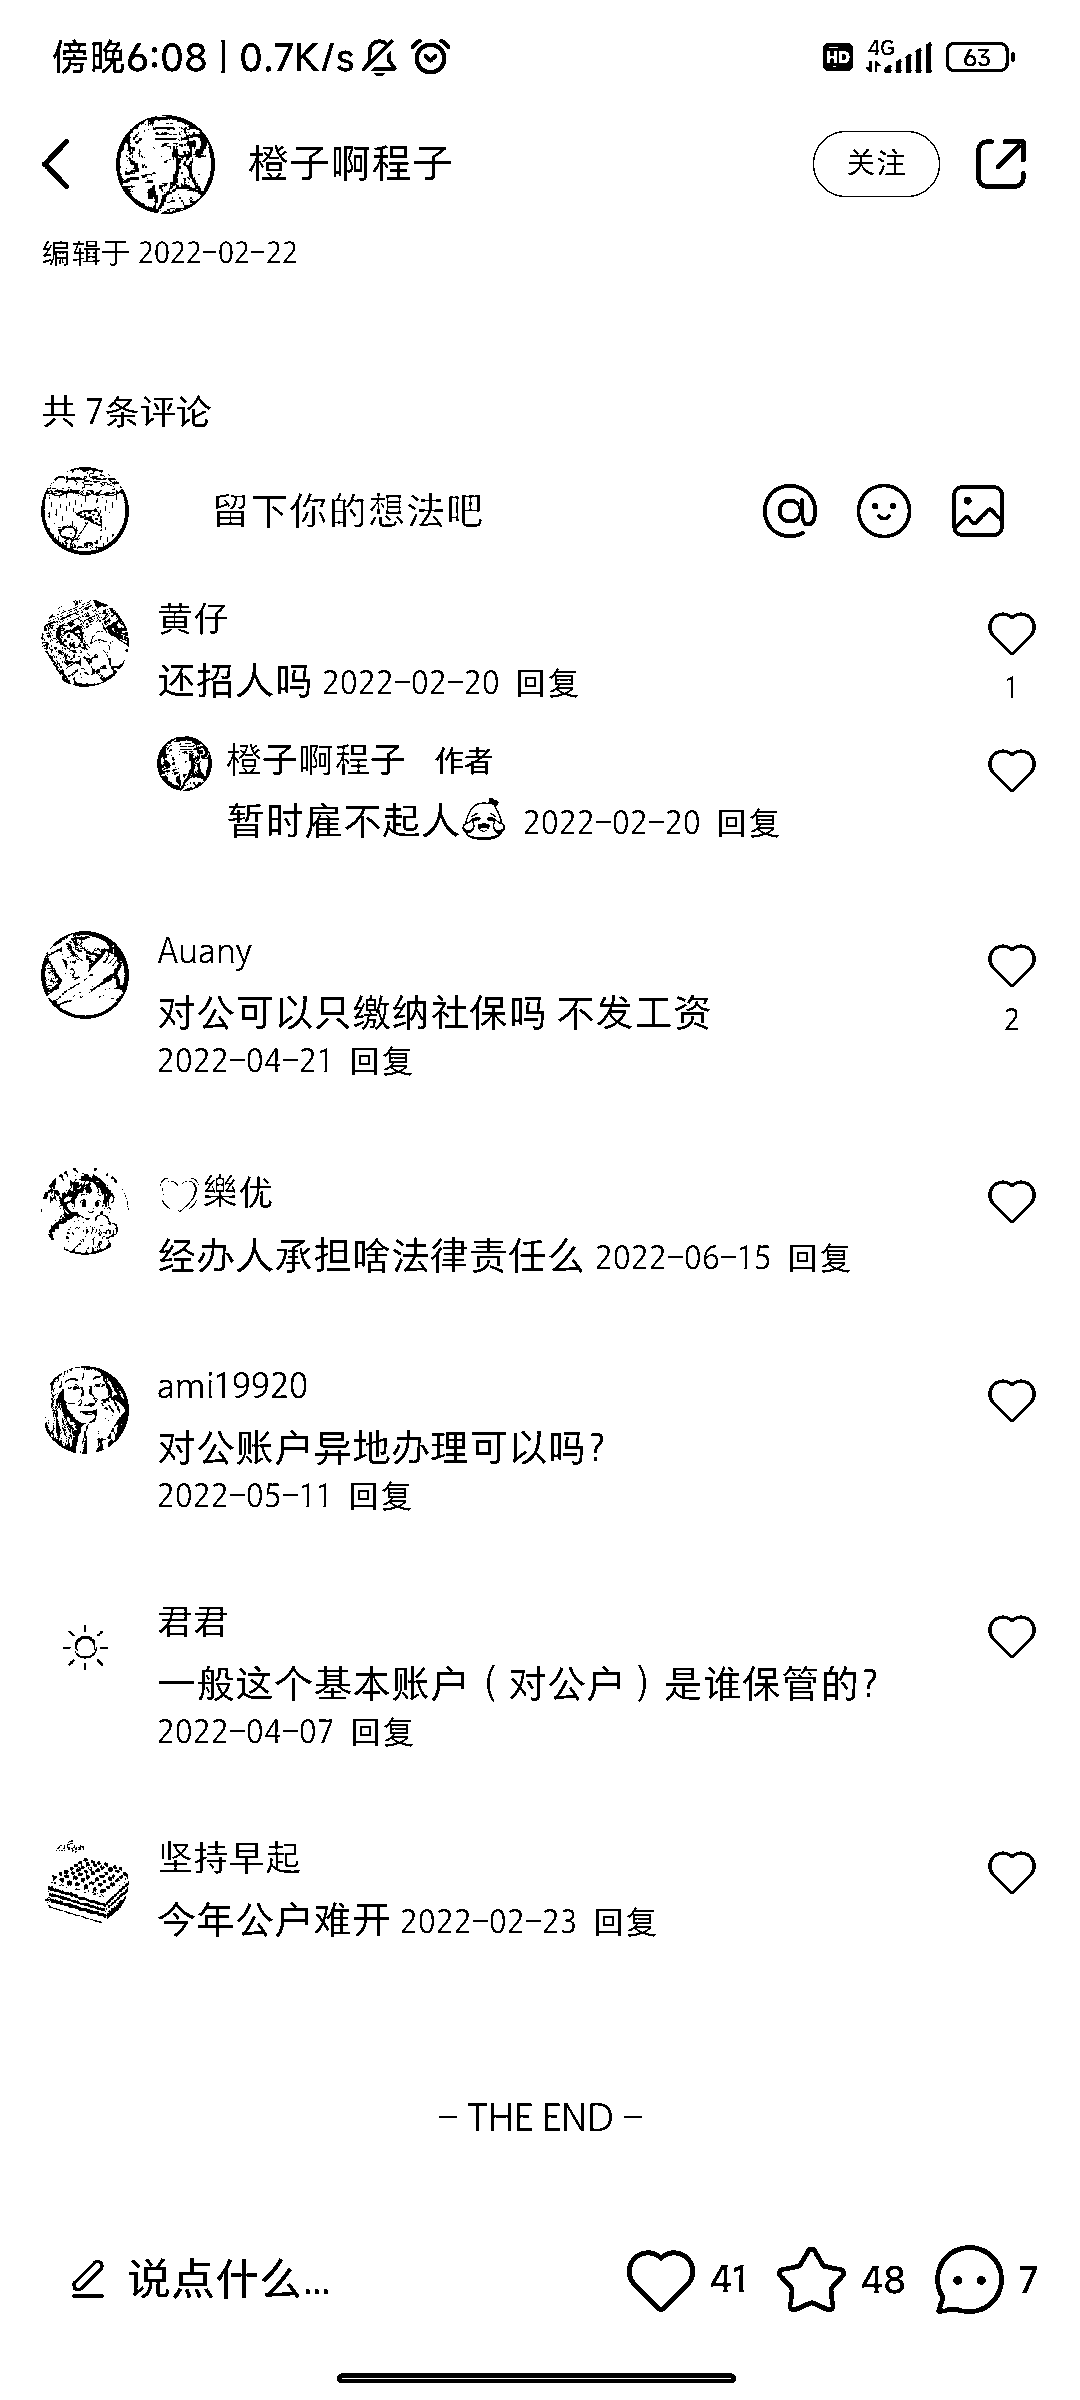 傍晚6:08 | 0.7K/s HD 4G 63
橙子啊程子 关注
编辑于 2022-02-22
共 7条评论
留下你的想法吧
黄仔
还招人吗 2022-02-20 回复
1
橙子啊程子 作者
暂时雇不起人 2022-02-20 回复
Auany
对公可以只缴纳社保吗 不发工资
2
2022-04-21 回复
樂优
经办人承担啥法律责任么 2022-06-15 回复
ami19920
对公账户异地办理可以吗?
2022-05-11 回复
君君
一般这个基本账户（对公户）是谁保管的?
2022-04-07 回复
坚持早起
今年公户难开 2022-02-23 回复
- THE END -
说点什么... 41 48 7